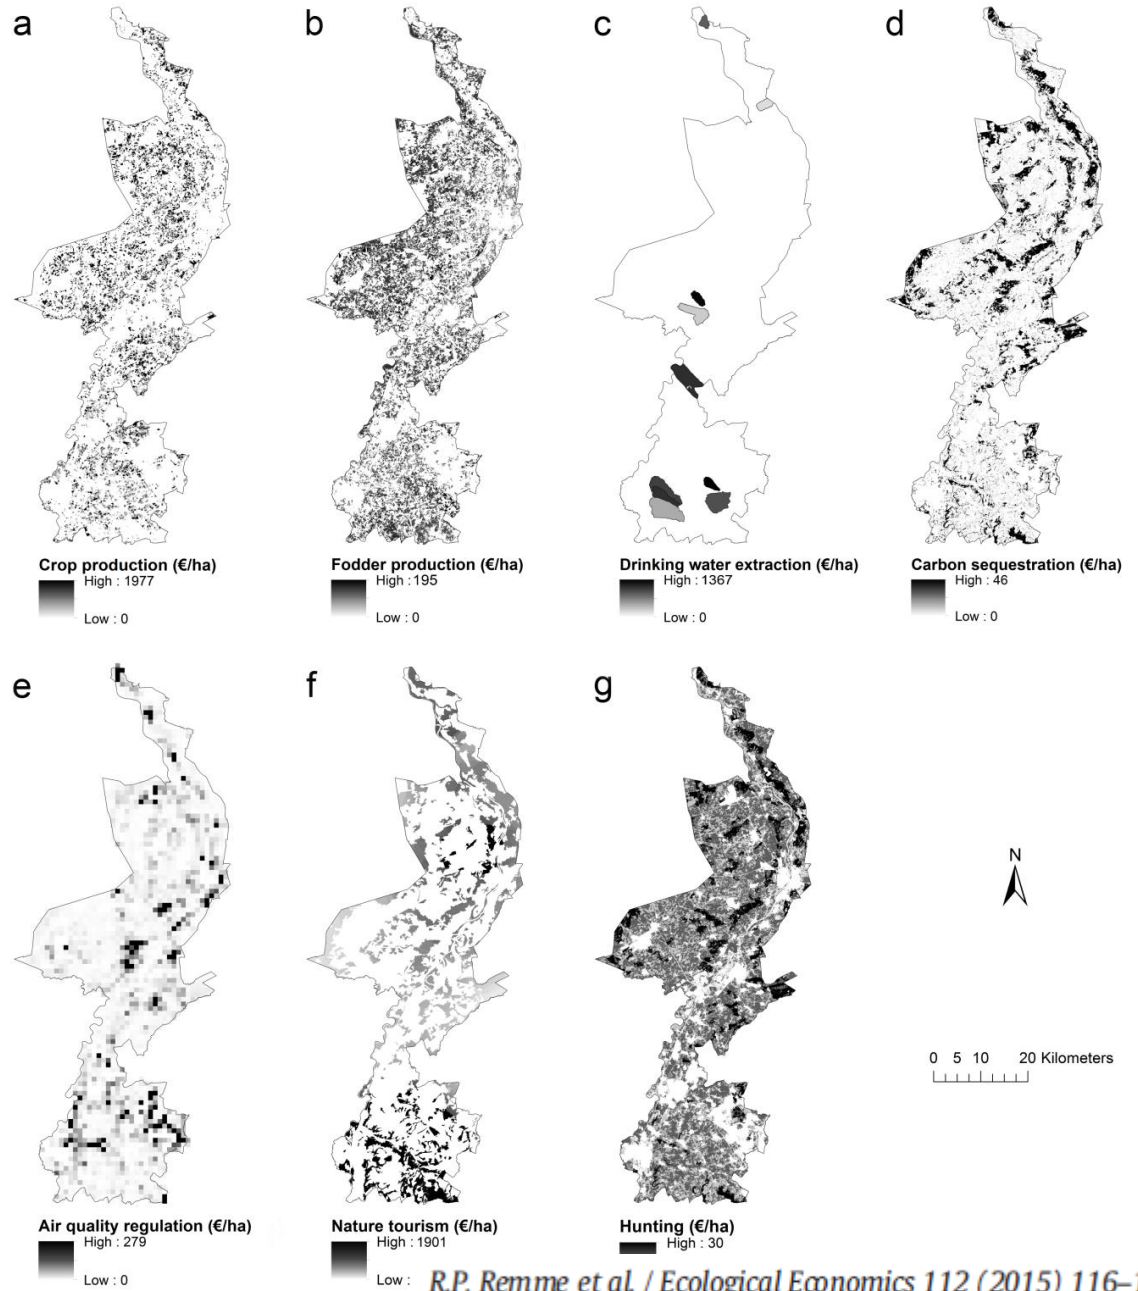 a
b
c
d
Crop production (€/ha)
High : 1977
Low : 0
Fodder production (€/ha)
High : 195
Low : 0
Drinking water extraction (€/ha)
High : 1367
Low : 0
Carbon sequestration (€/ha)
High : 46
Low : 0
e
f
g
N
0 5 10 20 Kilometers
Air quality regulation (€/ha)
High : 279
Low : 0
Nature tourism (€/ha)
High : 1901
Low :
Hunting (€/ha)
High : 30
R.P. Remme et al. / Ecological Economics 112 (2015) 116–1